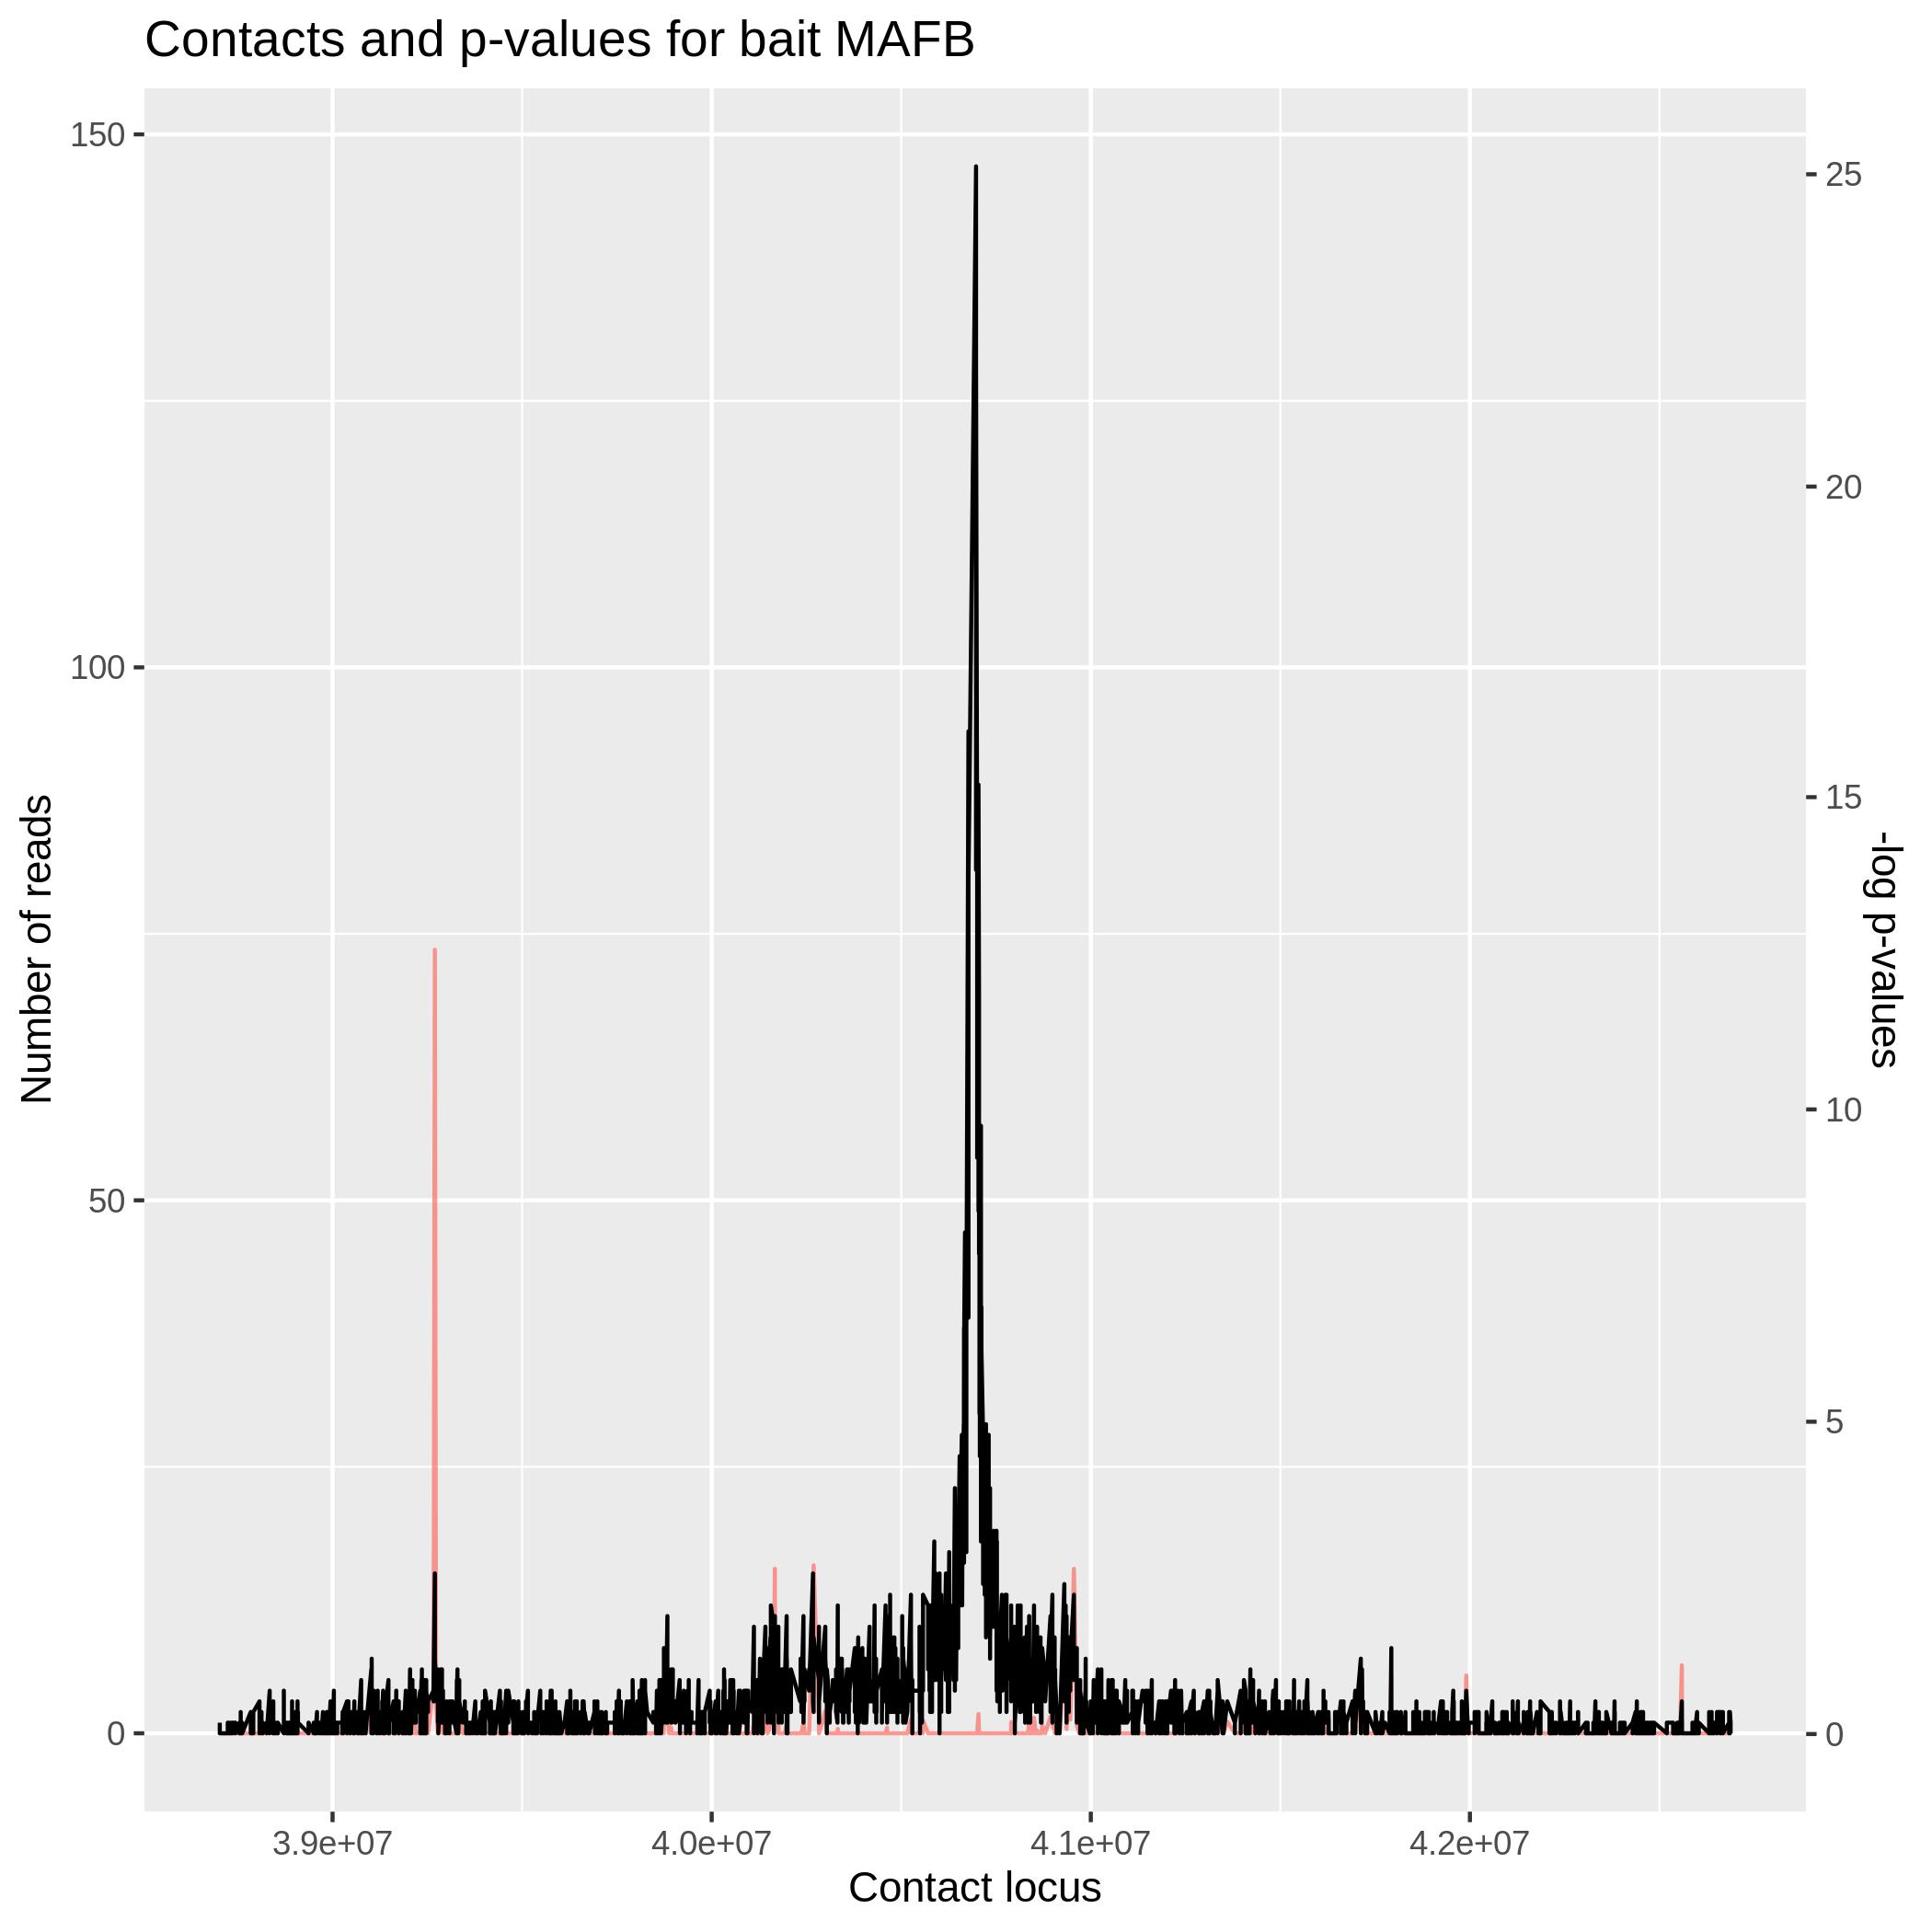 Contacts and p-values for bait MAFB
150
100
50
0
25
20
15
10
5
0
Number of reads
-log p-values
3.9e+07
4.0e+07
4.1e+07
4.2e+07
Contact locus